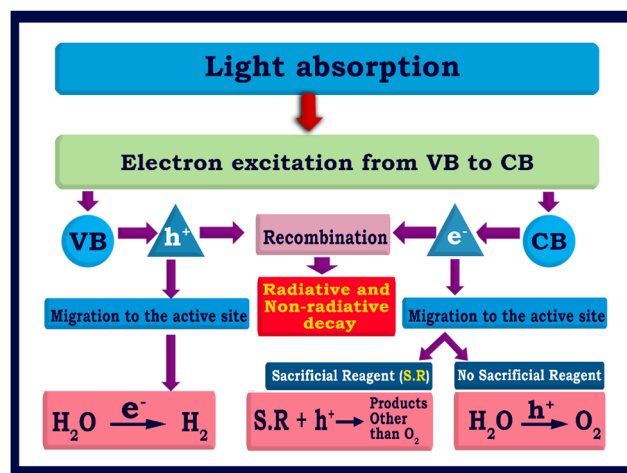 Light absorption
Electron excitation from VB to CB
VB
h⁺
Recombination
e⁻
CB
Radiative and
Non-radiative
decay
Migration to the active site
Migration to the active site
Sacrificial Reagent (S.R)
No Sacrificial Reagent
H₂O e⁻ → H₂
S.R + h⁺ → Products
Other
than O₂
H₂O h⁺ → O₂